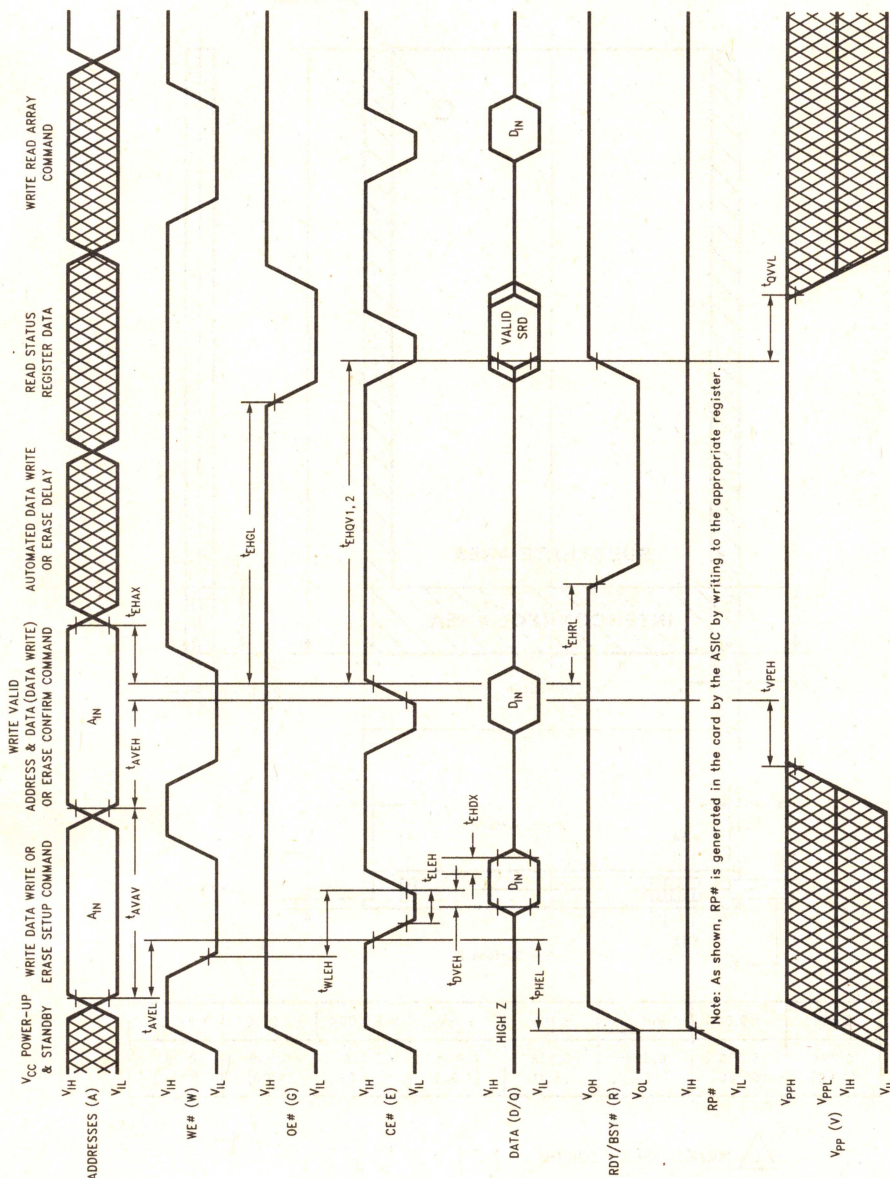 VCC POWER-UP
& STANDBY
WRITE DATA WRITE OR
ERASE SETUP COMMAND
WRITE VALID
ADDRESS & DATA (DATA WRITE)
OR ERASE CONFIRM COMMAND
AUTOMATED DATA WRITE
OR ERASE DELAY
READ STATUS
REGISTER DATA
WRITE READ ARRAY
COMMAND
ADDRESSES (A)
VIH
VIL
AIN
AIN
tAVAV
tAVEH
tEHAX
tAVEL
WE# (W)
VIH
VIL
OE# (G)
VIH
VIL
tWLEH
tEHGL
CE# (E)
VIH
VIL
tELEH
tEHQV1, 2
tDVEH
tEHDX
DATA (D/Q)
VIH
VIL
HIGH Z
DIN
DIN
VALID
SRD
DIN
tPHEL
tEHRL
RDY/BSY# (R)
VOH
VOL
RP#
VIH
VIL
Note: As shown, RP# is generated in the card by the ASIC by writing to the appropriate register.
tVPEH
tQVVL
VPP (V)
VPPH
VPPL
VIH
VIL